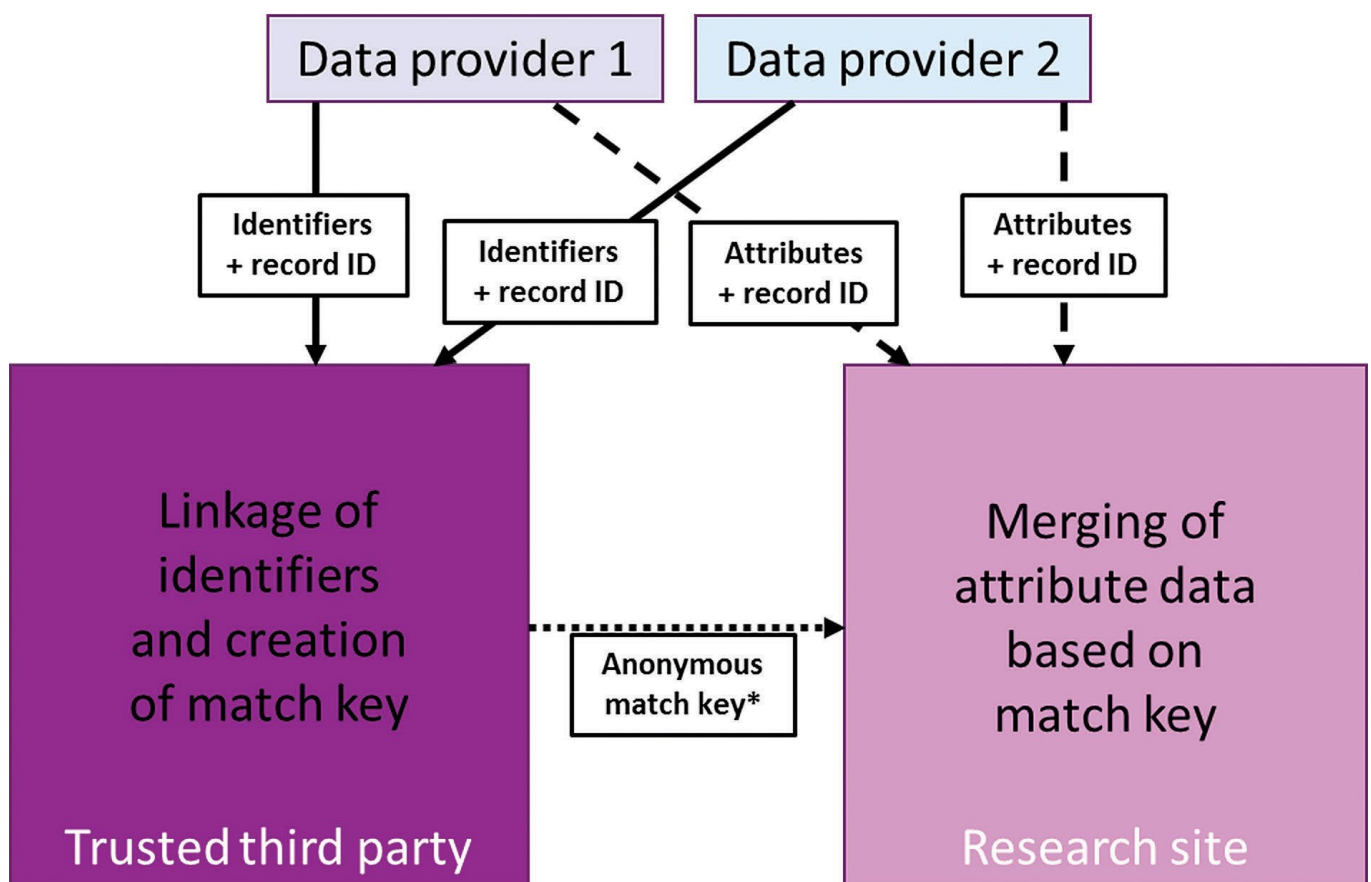 Data provider 1
Data provider 2
Identifiers
+ record ID
Identifiers
+ record ID
Attributes
+ record ID
Attributes
+ record ID
Linkage of
identifiers
and creation
of match key
Trusted third party
Anonymous
match key*
Merging of
attribute data
based on
match key
Research site